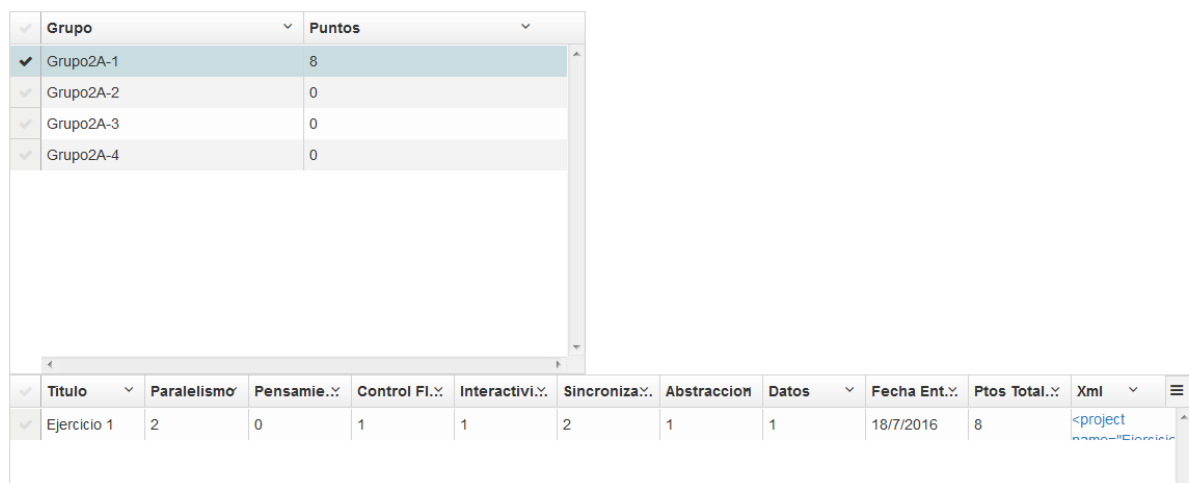 Grupo Puntos
Grupo2A-1 8
Grupo2A-2 0
Grupo2A-3 0
Grupo2A-4 0
Titulo Paralelismo Pensamie... Control Fl... Interactivi... Sincroniza... Abstraccion Datos Fecha Ent... Ptos Total... Xml
Ejercicio 1 2 0 1 1 2 1 1 18/7/2016 8 <project
name="Ejercicio